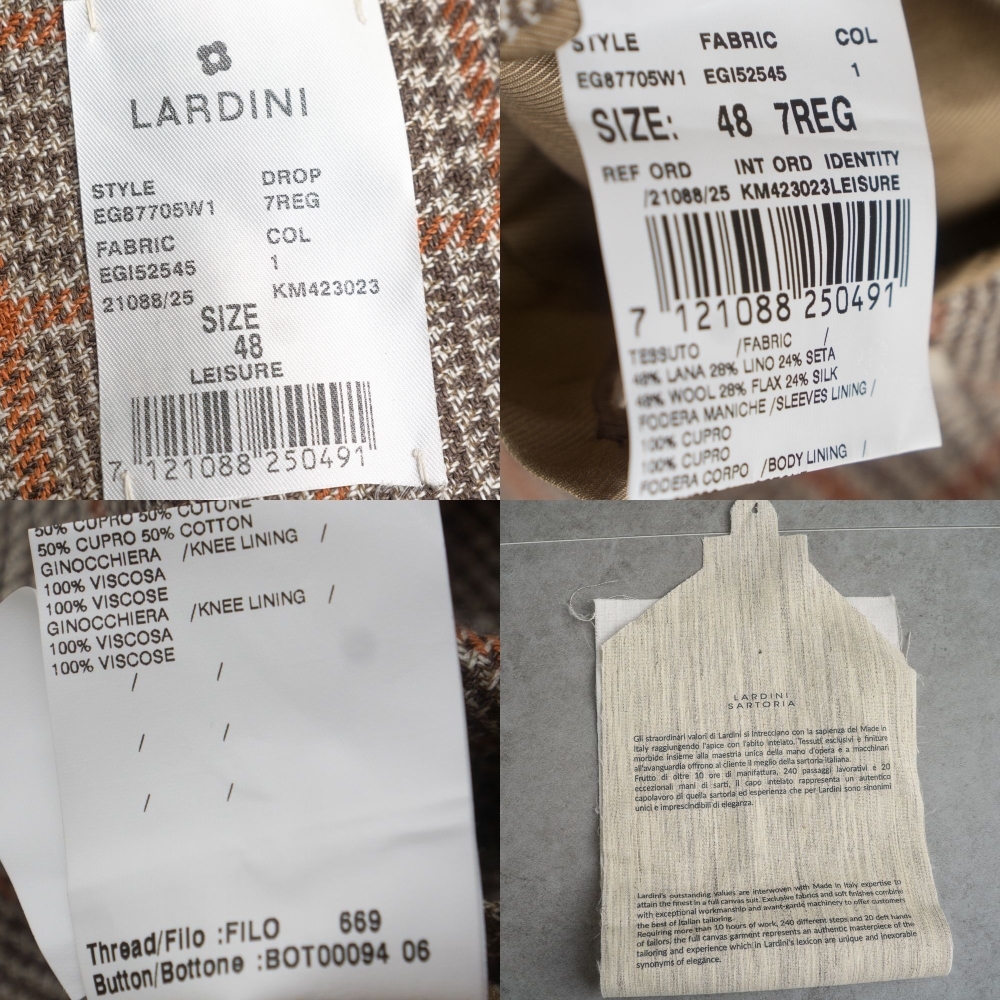 LARDINI
STYLE DROP
EG87705W1 7REG
FABRIC COL
EGI52545 1
21088/25 KM423023
SIZE
48
LEISURE
7 121088 250491
STYLE FABRIC COL
EG87705W1 EGI52545 1
SIZE: 48 7REG
REF ORD INT ORD IDENTITY
/21088/25 KM423023LEISURE
7 121088 250491
TESSUTO /FABRIC /
48% LANA 28% LINO 24% SETA
48% WOOL 28% FLAX 24% SILK
FODERA MANICHE /SLEEVES LINING /
100% CUPRO
100% CUPRO
FODERA CORPO /BODY LINING /
50% CUPRO 50% COTONE
50% CUPRO 50% COTTON
GINOCCHIERA /KNEE LINING /
100% VISCOSA
100% VISCOSE
GINOCCHIERA /KNEE LINING /
100% VISCOSA
100% VISCOSE
/ /
/ /
/ /
Thread/Filo :FILO 669
Button/Bottone :BOT00094 06
LARDINI
SARTORIA
Gli straordinari valori di Lardini si intrecciano con la sapienza del Made in
Italy raggiungendo l'apice con l'abito intelato. Tessuti esclusivi e finiture
morbide insieme alla maestria unica della mano d'opera e a macchinari
all'avanguardia offrono al cliente il meglio della sartoria italiana.
Frutto di oltre 10 ore di manifattura, 240 passaggi lavorativi e 20
eccezionali mani di sarti, il capo intelato rappresenta un autentico
capolavoro di quella sartoria ed esperienza che per Lardini sono sinonimi
unici e imprescindibili di eleganza.
Lardini's outstanding values are interwoven with Made in Italy expertise to
attain the finest in a full canvas suit. Exclusive fabrics and soft finishes combine
with exceptional workmanship and avant-garde machinery to offer customers
the best of Italian tailoring.
Requiring more than 10 hours of work, 240 different steps and 20 deft hands
of tailors, the full canvas garment represents an authentic masterpiece of the
tailoring and experience which in Lardini's lexicon are unique and inexorable
synonyms of elegance.